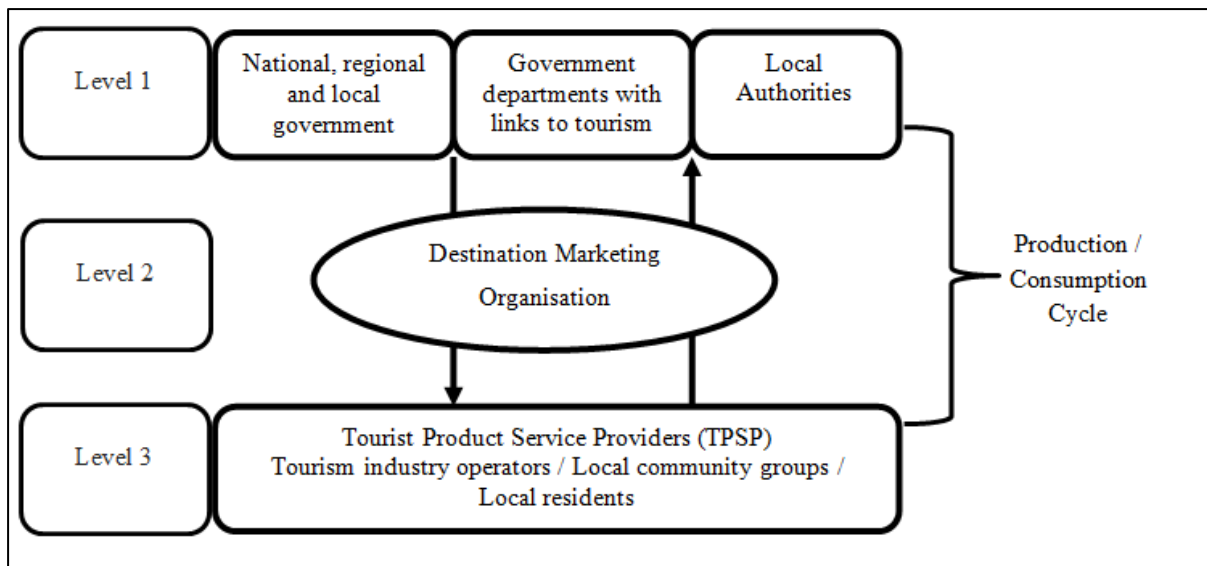 Level 1
National, regional
and local
government
Government
departments with
links to tourism
Local
Authorities
Level 2
Destination Marketing
Organisation
Production /
Consumption
Cycle
Level 3
Tourist Product Service Providers (TPSP)
Tourism industry operators / Local community groups /
Local residents